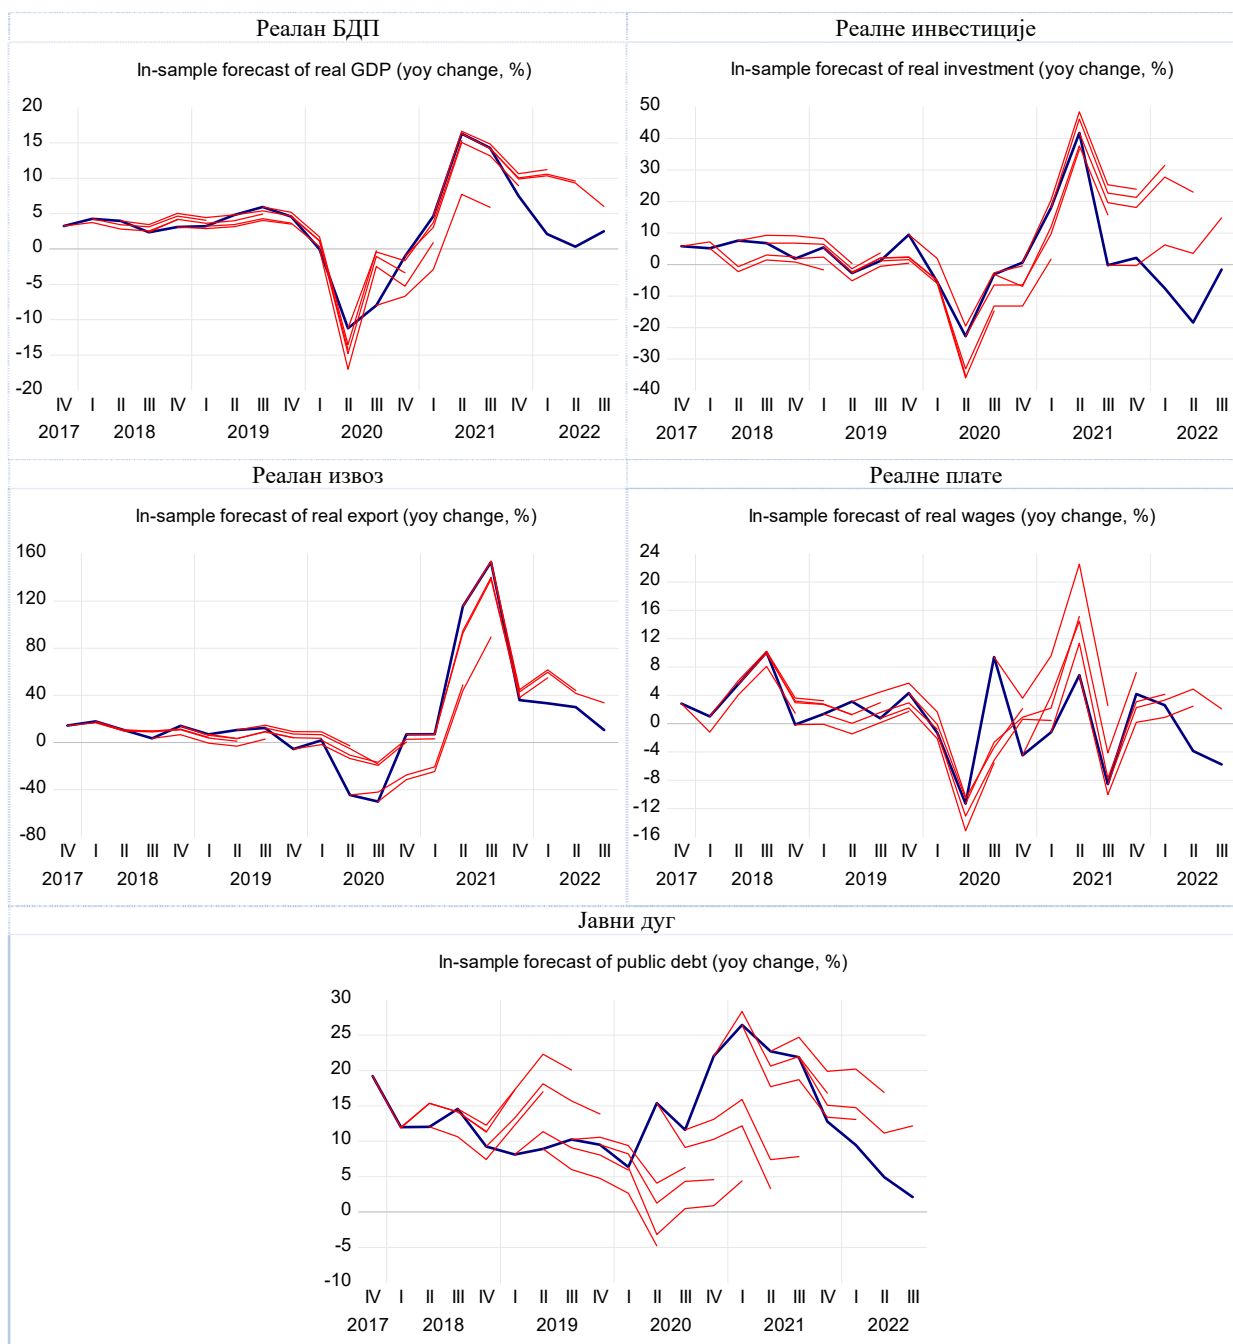 Реалан БДП
In-sample forecast of real GDP (yoy change, %)
20
15
10
5
0
-5
-10
-15
-20
IV I II III IV I II III IV I II III IV I II III IV I II III
2017 2018 2019 2020 2021 2022
Реалне инвестиције
In-sample forecast of real investment (yoy change, %)
50
40
30
20
10
0
-10
-20
-30
-40
IV I II III IV I II III IV I II III IV I II III IV I II III
2017 2018 2019 2020 2021 2022
Реалан извоз
In-sample forecast of real export (yoy change, %)
160
120
80
40
0
-40
-80
IV I II III IV I II III IV I II III IV I II III IV I II III
2017 2018 2019 2020 2021 2022
Реалне плате
In-sample forecast of real wages (yoy change, %)
24
20
16
12
8
4
0
-4
-8
-12
-16
IV I II III IV I II III IV I II III IV I II III IV I II III
2017 2018 2019 2020 2021 2022
Јавни дуг
In-sample forecast of public debt (yoy change, %)
30
25
20
15
10
5
0
-5
-10
IV I II III IV I II III IV I II III IV I II III IV I II III
2017 2018 2019 2020 2021 2022